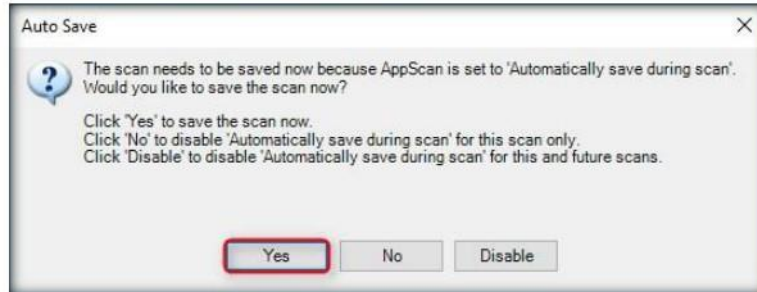 Auto Save
The scan needs to be saved now because AppScan is set to 'Automatically save during scan'.
Would you like to save the scan now?
Click 'Yes' to save the scan now.
Click 'No' to disable 'Automatically save during scan' for this scan only.
Click 'Disable' to disable 'Automatically save during scan' for this and future scans.
Yes No Disable